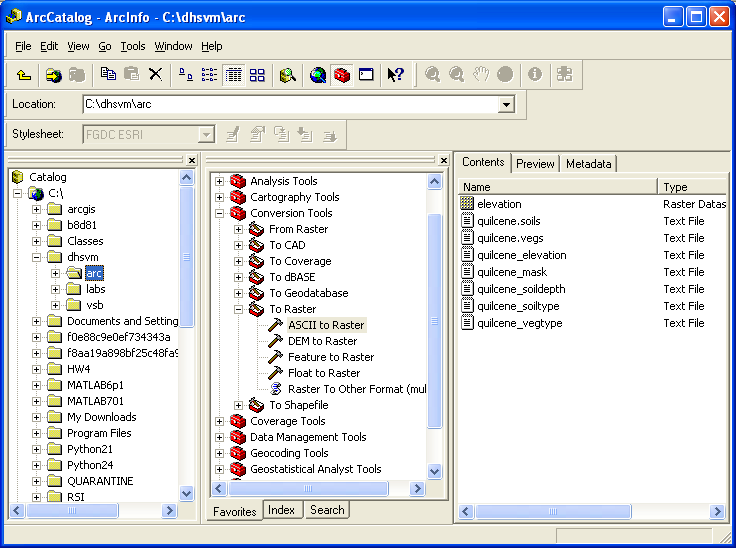 ArcCatalog - ArcInfo - C:\dhsvm\arc
File Edit View Go Tools Window Help
Location: C:\dhsvm\arc
Stylesheet: FGDC ESRI
Catalog
C:\
arcgis
b8d81
Classes
dhsvm
arc
labs
vsb
Documents and Setting
f0e88c9e0ef734343a
f8aa19a898bf25c48fa9
HW4
MATLAB6p1
MATLAB701
My Downloads
Program Files
Python21
Python24
QUARANTINE
RSI
Analysis Tools
Cartography Tools
Conversion Tools
From Raster
To CAD
To Coverage
To dBASE
To Geodatabase
To Raster
ASCII to Raster
DEM to Raster
Feature to Raster
Float to Raster
Raster To Other Format (mul
To Shapefile
Coverage Tools
Data Management Tools
Geocoding Tools
Geostatistical Analyst Tools
Favorites Index Search
Contents Preview Metadata
Name Type
elevation Raster Datas
quilcene.soils Text File
quilcene.vegs Text File
quilcene_elevation Text File
quilcene_mask Text File
quilcene_soildepth Text File
quilcene_soiltype Text File
quilcene_vegtype Text File